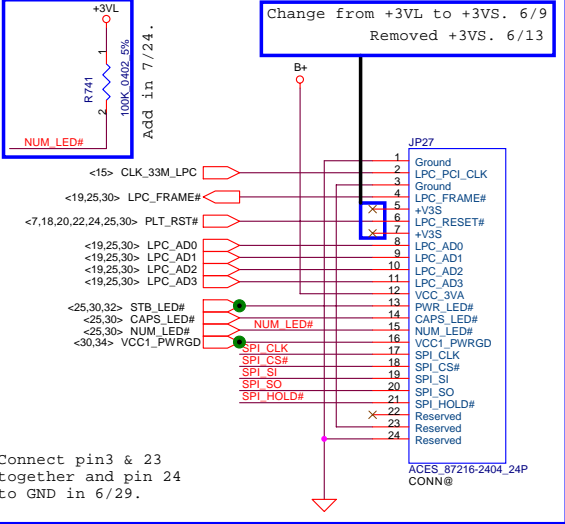 +3VL
1
R741
100K_0402_5%
2
NUM_LED#
Add in 7/24.
Change from +3VL to +3VS. 6/9
Removed +3VS. 6/13
B+
JP27
<15> CLK_33M_LPC
<19,25,30> LPC_FRAME#
<7,18,20,22,24,25,30> PLT_RST#
<19,25,30> LPC_AD0
<19,25,30> LPC_AD1
<19,25,30> LPC_AD2
<19,25,30> LPC_AD3
<25,30,32> STB_LED#
<25,30> CAPS_LED#
<25,30> NUM_LED#
NUM_LED#
<30,34> VCC1_PWRGD
SPI_CLK
SPI_CS#
SPI_SI
SPI_SO
SPI_HOLD#
1 Ground
2 LPC_PCI_CLK
3 Ground
4 LPC_FRAME#
5 +V3S
6 LPC_RESET#
7 +V3S
8 LPC_AD0
9 LPC_AD1
10 LPC_AD2
11 LPC_AD3
12 VCC_3VA
13 PWR_LED#
14 CAPS_LED#
15 NUM_LED#
16 VCC1_PWRGD
17 SPI_CLK
18 SPI_CS#
19 SPI_SI
20 SPI_SO
21 SPI_HOLD#
22 Reserved
23 Reserved
24 Reserved
ACES_87216-2404_24P
CONN@
Connect pin3 & 23
together and pin 24
to GND in 6/29.